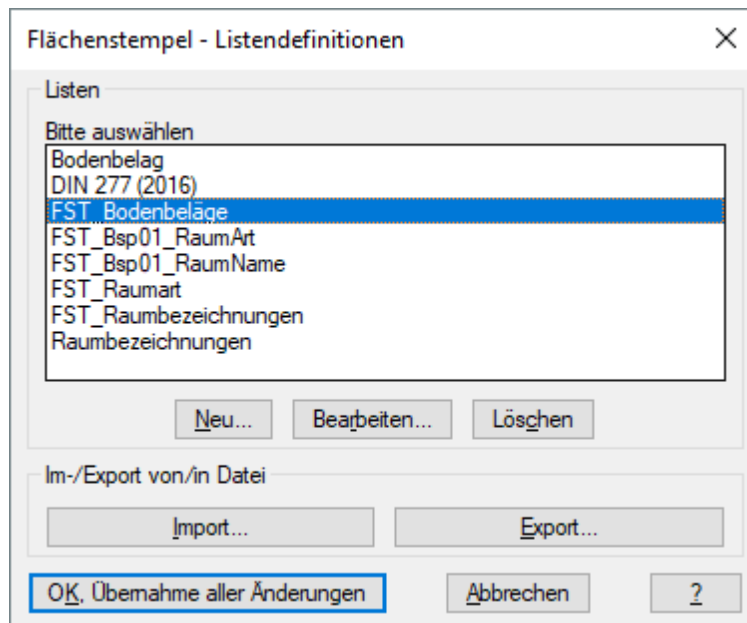 Flächenstempel - Listendefinitionen
Listen
Bitte auswählen
Bodenbelag
DIN 277 (2016)
FST_Bodenbeläge
FST_Bsp01_RaumArt
FST_Bsp01_RaumName
FST_Raumart
FST_Raumbezeichnungen
Raumbezeichnungen
Neu... Bearbeiten... Löschen
Im-/Export von/in Datei
Import... Export...
OK, Übernahme aller Änderungen Abbrechen ?